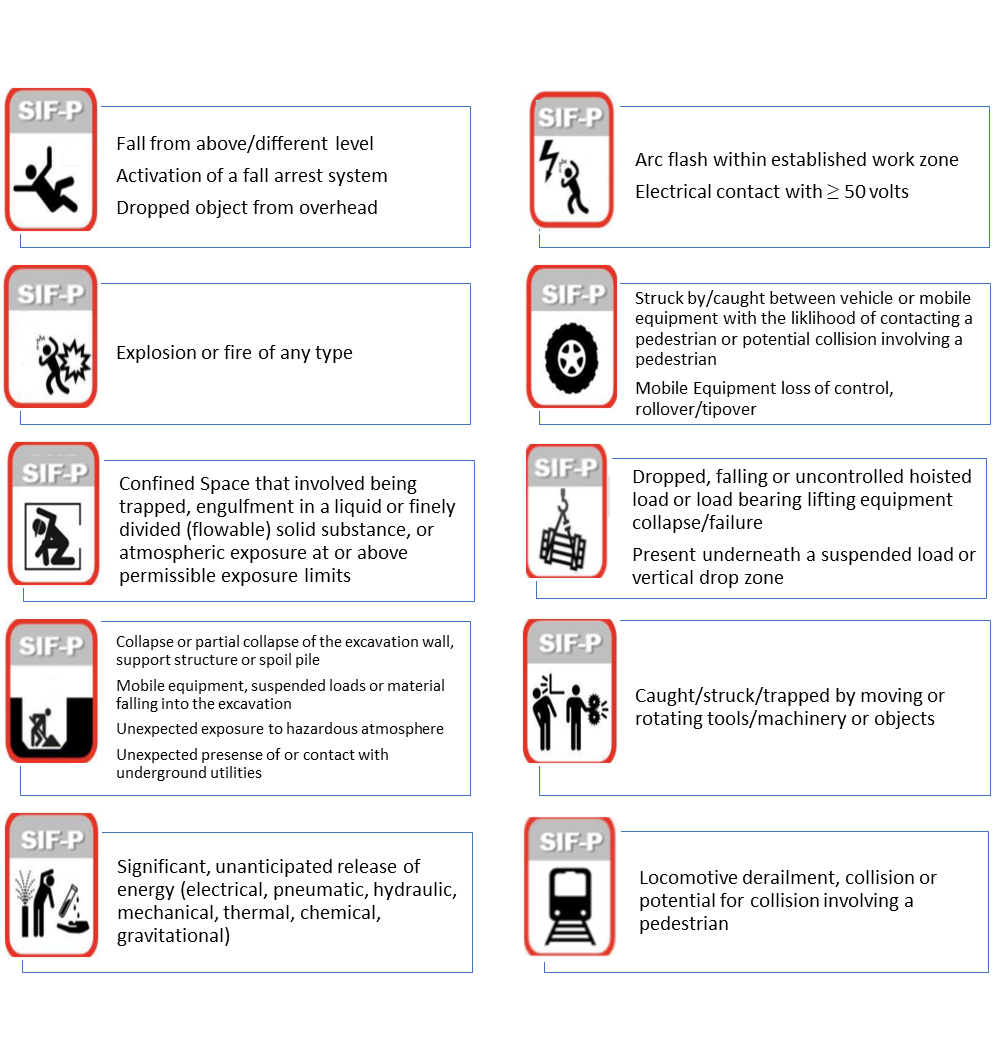 SIF-P
Fall from above/different level
Activation of a fall arrest system
Dropped object from overhead
SIF-P
Arc flash within established work zone
Electrical contact with ≥ 50 volts
SIF-P
Explosion or fire of any type
SIF-P
Struck by/caught between vehicle or mobile
equipment with the liklihood of contacting a
pedestrian or potential collision involving a
pedestrian
Mobile Equipment loss of control,
rollover/tipover
SIF-P
Confined Space that involved being
trapped, engulfment in a liquid or finely
divided (flowable) solid substance, or
atmospheric exposure at or above
permissible exposure limits
SIF-P
Dropped, falling or uncontrolled hoisted
load or load bearing lifting equipment
collapse/failure
Present underneath a suspended load or
vertical drop zone
SIF-P
Collapse or partial collapse of the excavation wall,
support structure or spoil pile
Mobile equipment, suspended loads or material
falling into the excavation
Unexpected exposure to hazardous atmosphere
Unexpected presense of or contact with
underground utilities
SIF-P
Caught/struck/trapped by moving or
rotating tools/machinery or objects
SIF-P
Significant, unanticipated release of
energy (electrical, pneumatic, hydraulic,
mechanical, thermal, chemical,
gravitational)
SIF-P
Locomotive derailment, collision or
potential for collision involving a
pedestrian